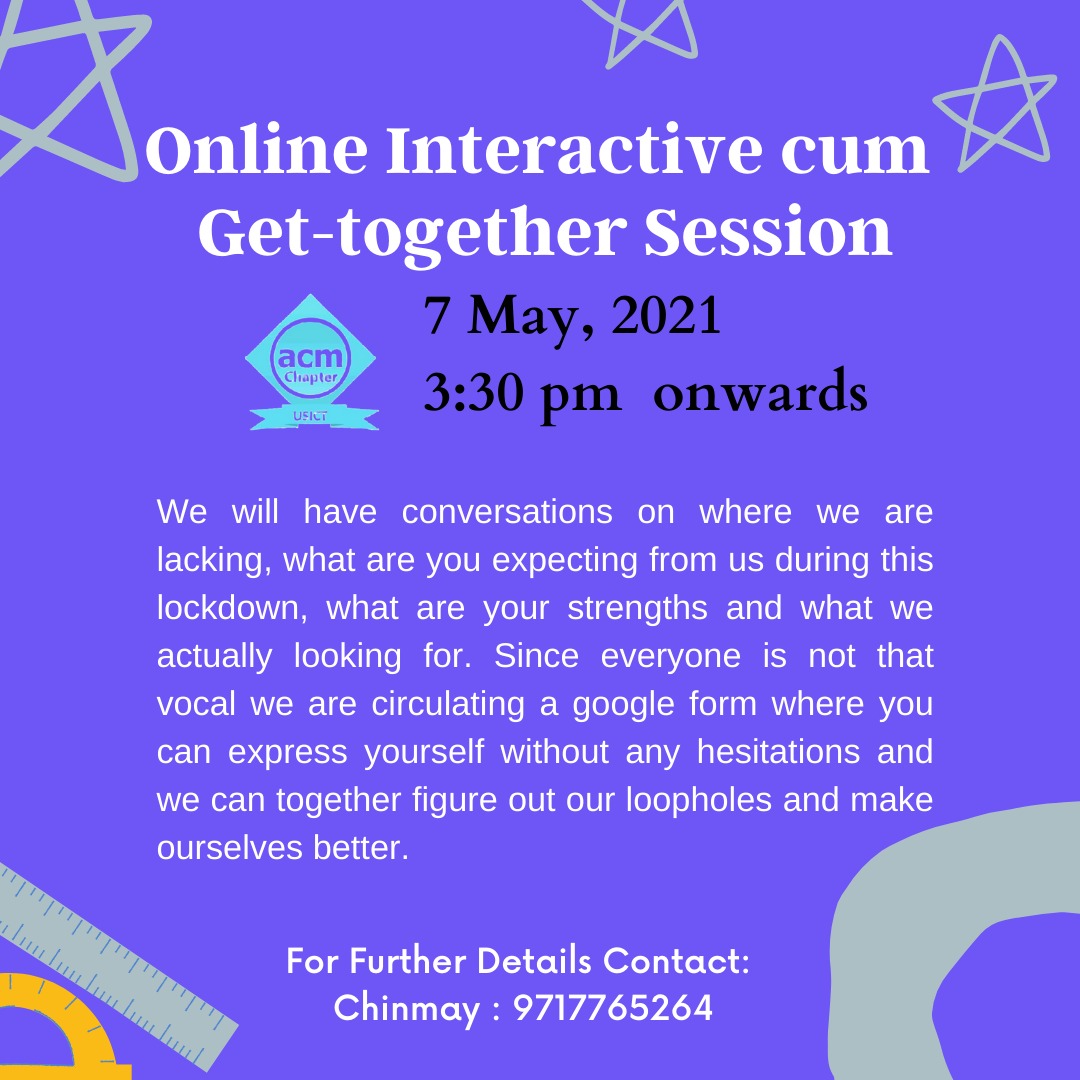 Online Interactive cum
Get-together Session
7 May, 2021
3:30 pm onwards
acm
Chapter
USICT
We will have conversations on where we are
lacking, what are you expecting from us during this
lockdown, what are your strengths and what we
actually looking for. Since everyone is not that
vocal we are circulating a google form where you
can express yourself without any hesitations and
we can together figure out our loopholes and make
ourselves better.
For Further Details Contact:
Chinmay : 9717765264